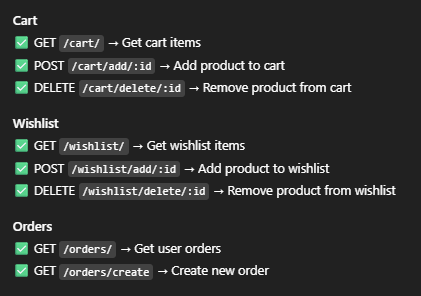 Cart
✅ GET /cart/ → Get cart items
✅ POST /cart/add/:id → Add product to cart
✅ DELETE /cart/delete/:id → Remove product from cart
Wishlist
✅ GET /wishlist/ → Get wishlist items
✅ POST /wishlist/add/:id → Add product to wishlist
✅ DELETE /wishlist/delete/:id → Remove product from wishlist
Orders
✅ GET /orders/ → Get user orders
✅ GET /orders/create → Create new order